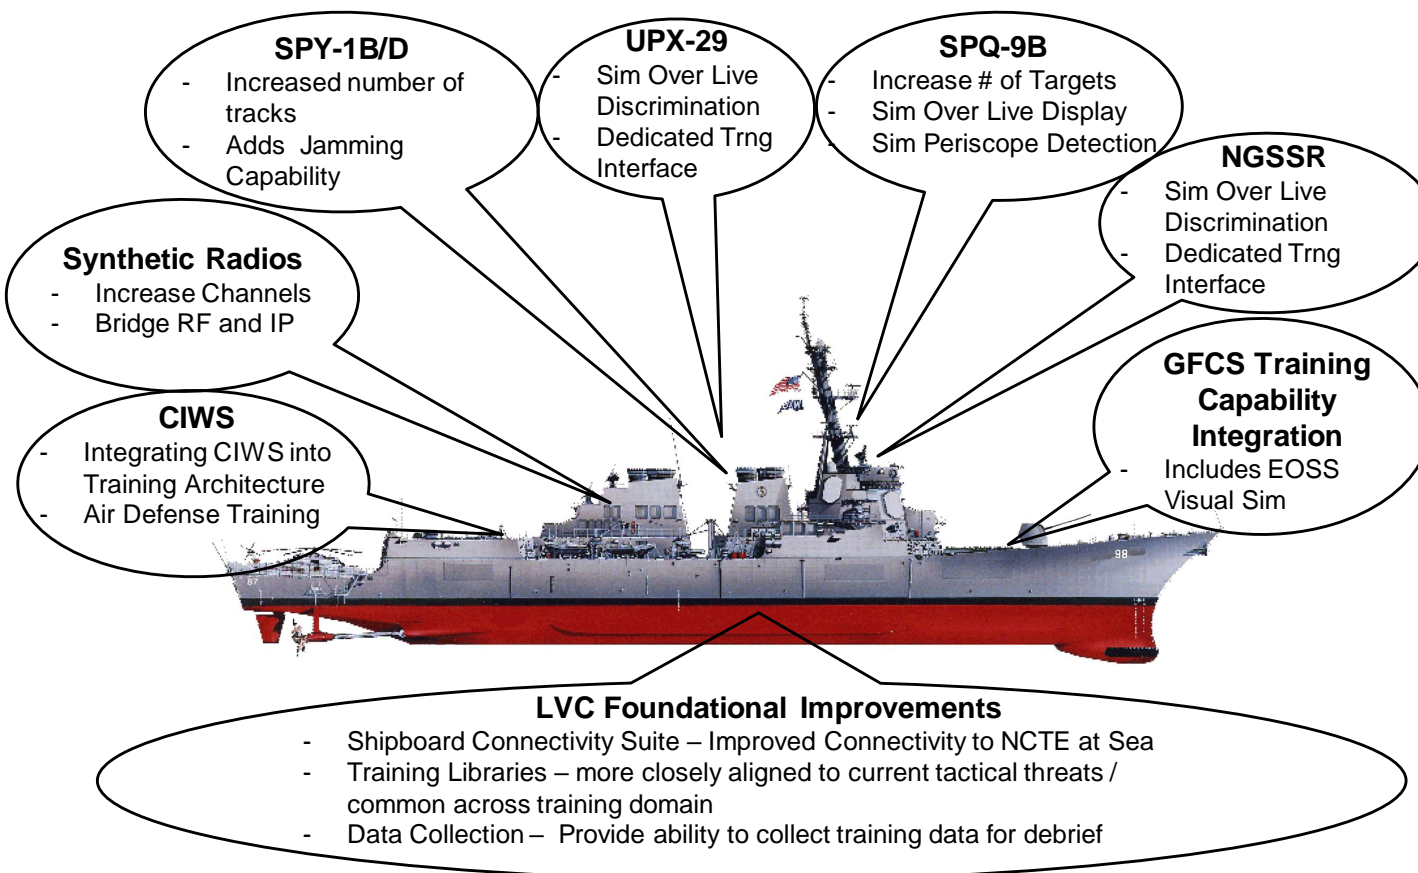 SPY-1B/D
- Increased number of
tracks
- Adds Jamming
Capability
UPX-29
- Sim Over Live
Discrimination
- Dedicated Trng
Interface
SPQ-9B
- Increase # of Targets
- Sim Over Live Display
- Sim Periscope Detection
NGSSR
- Sim Over Live
Discrimination
- Dedicated Trng
Interface
Synthetic Radios
- Increase Channels
- Bridge RF and IP
GFCS Training
Capability
Integration
- Includes EOSS
Visual Sim
CIWS
- Integrating CIWS into
Training Architecture
- Air Defense Training
98
87
LVC Foundational Improvements
- Shipboard Connectivity Suite – Improved Connectivity to NCTE at Sea
- Training Libraries – more closely aligned to current tactical threats /
common across training domain
- Data Collection – Provide ability to collect training data for debrief